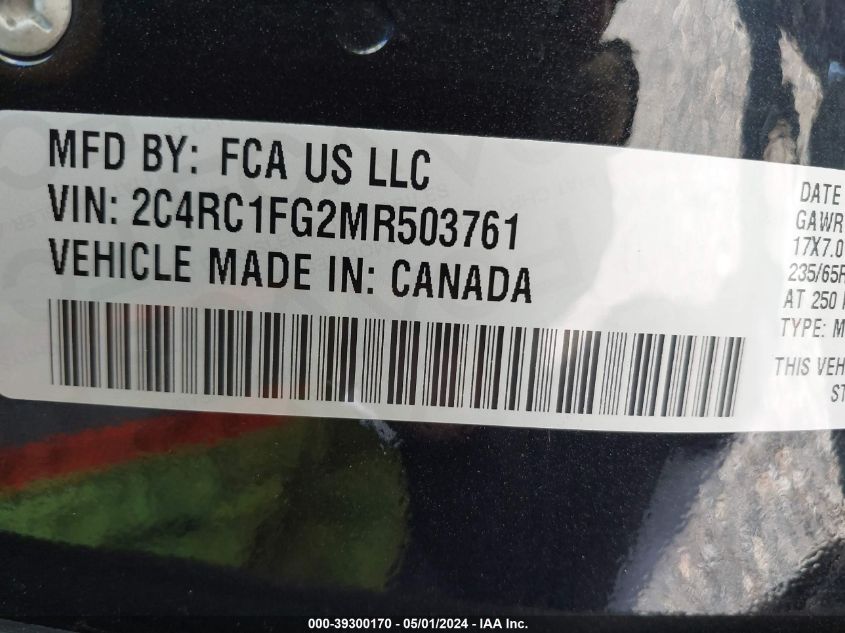 MFD BY: FCA US LLC
VIN: 2C4RC1FG2MR503761
VEHICLE MADE IN: CANADA
DATE
GAWR
17X7.0
235/65R
AT 250
TYPE: M
THIS VEH
ST
000-39300170 - 05/01/2024 - IAA Inc.